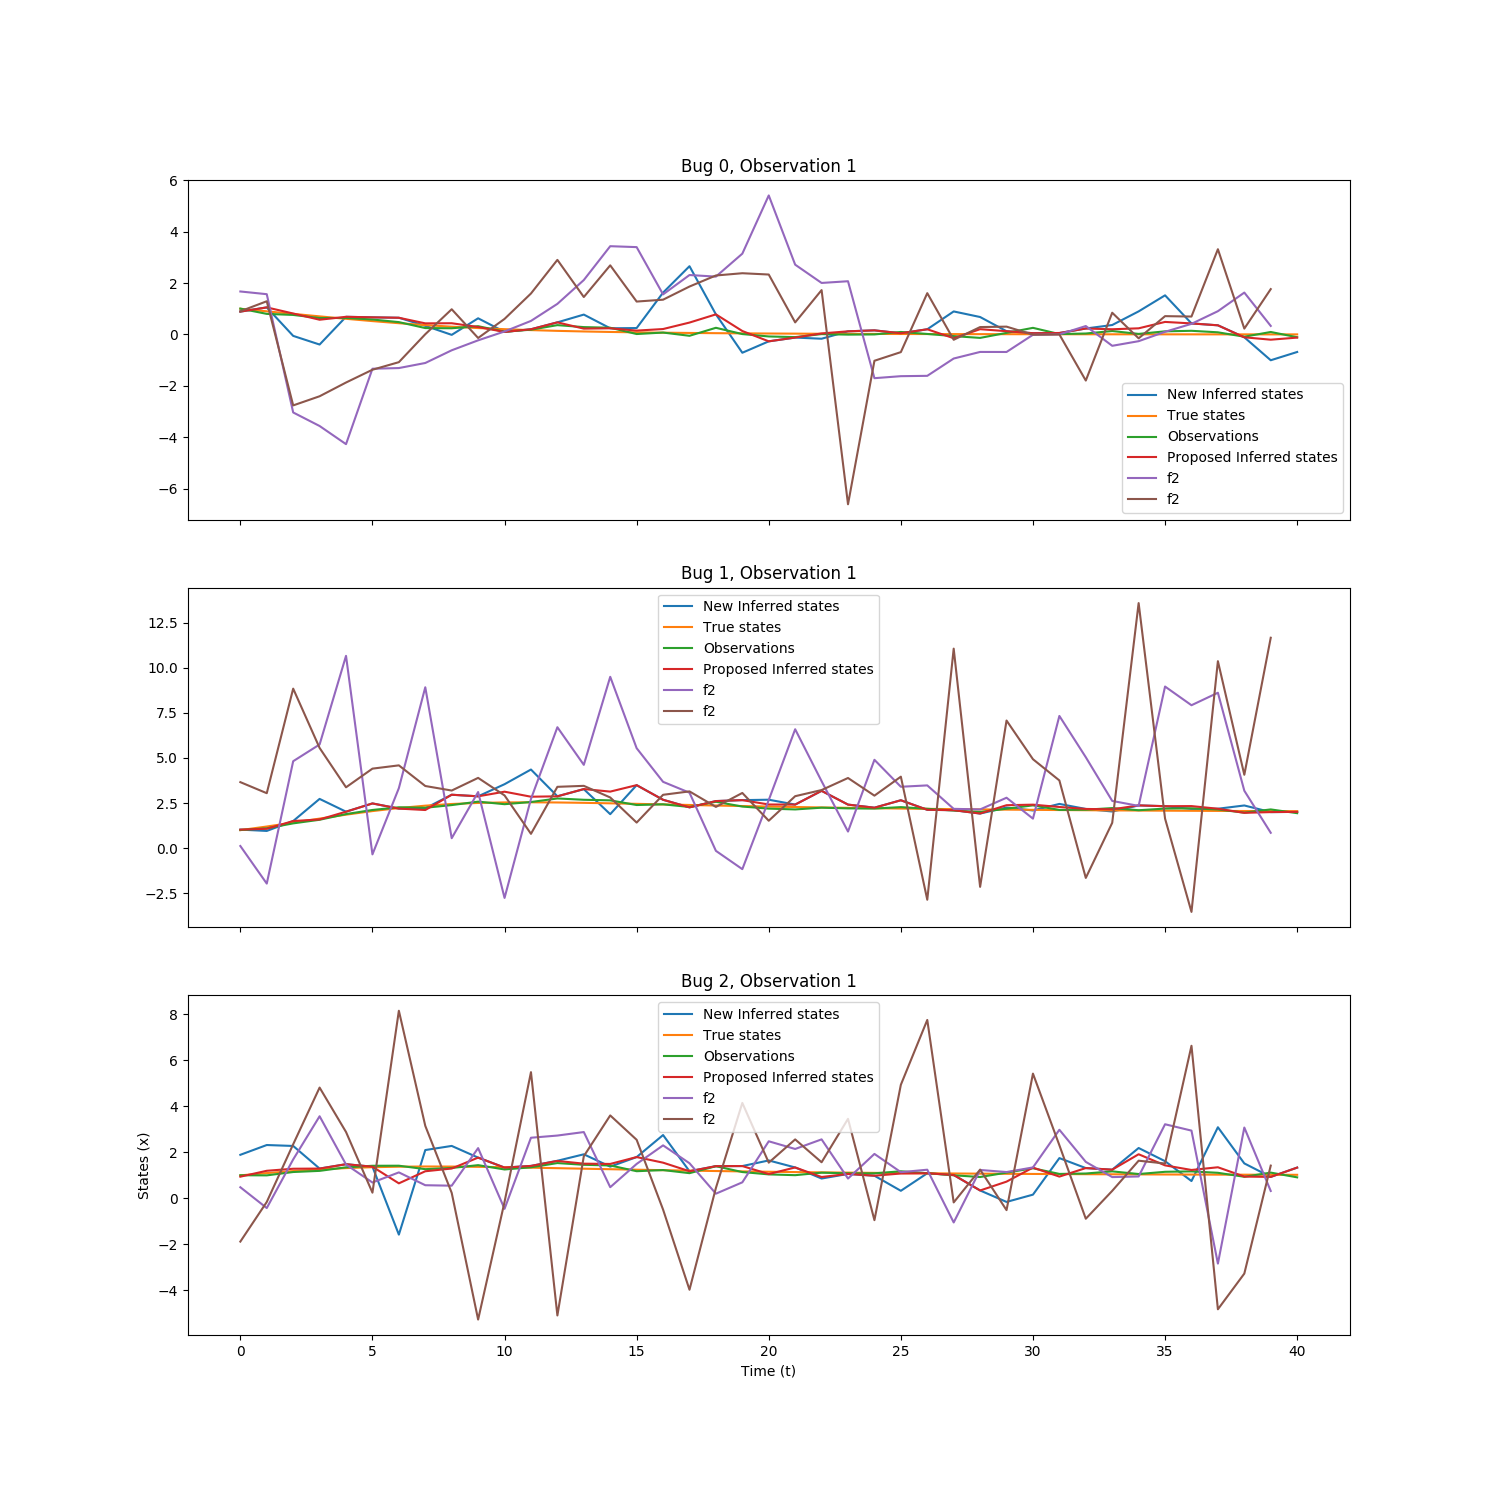 Bug 0, Observation 1
6
4
2
0
−2
−4
−6
New Inferred states
True states
Observations
Proposed Inferred states
f2
f2
Bug 1, Observation 1
12.5
10.0
7.5
5.0
2.5
0.0
−2.5
New Inferred states
True states
Observations
Proposed Inferred states
f2
f2
Bug 2, Observation 1
8
6
4
2
0
−2
−4
States (x)
New Inferred states
True states
Observations
Proposed Inferred states
f2
f2
0 5 10 15 20 25 30 35 40
Time (t)